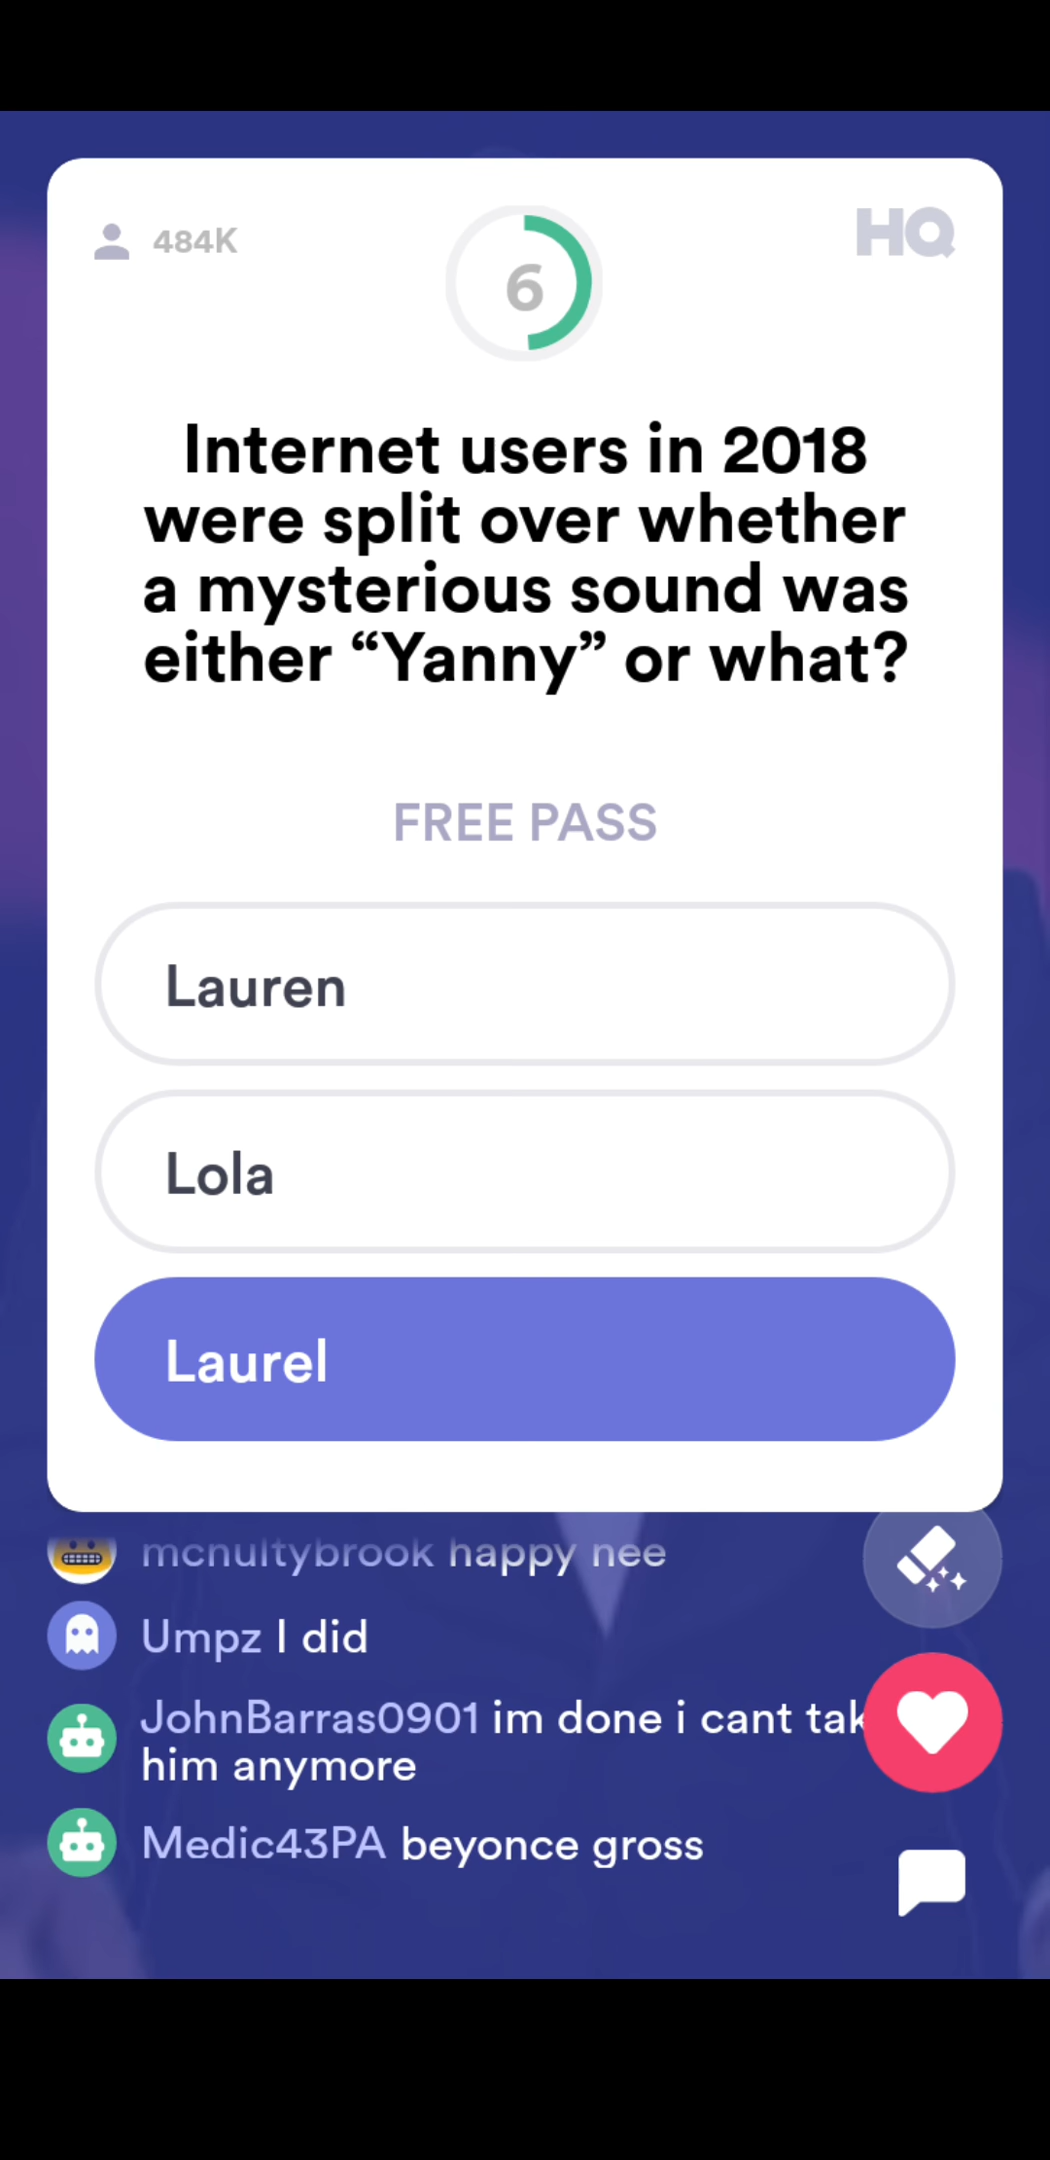 484K
6
HQ
Internet users in 2018
were split over whether
a mysterious sound was
either “Yanny” or what?
FREE PASS
Lauren
Lola
Laurel
mcnultybrook happy nee
Umpz I did
JohnBarras0901 im done i cant tak
him anymore
Medic43PA beyonce gross